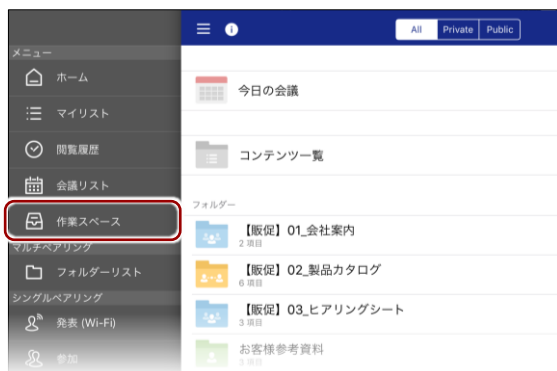 All Private Public
メニュー
ホーム
マイリスト
閲覧履歴
会議リスト
作業スペース
マルチペアリング
フォルダーリスト
シングルペアリング
発表 (Wi-Fi)
参加
今日の会議
コンテンツ一覧
フォルダー
【販促】01_会社案内
2 項目
【販促】02_製品カタログ
6 項目
【販促】03_ヒアリングシート
3 項目
お客様参考資料
3 項目